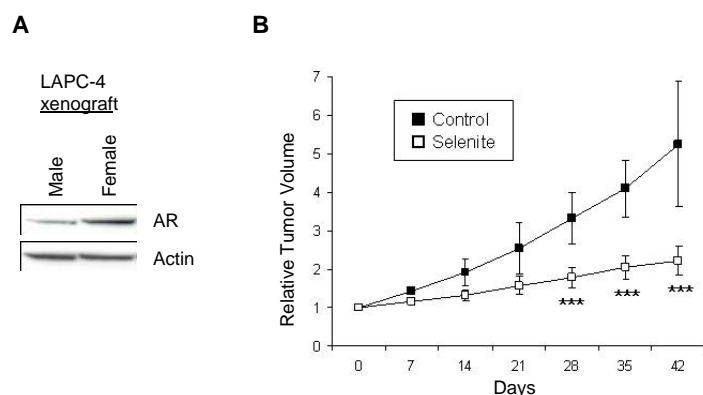 A
LAPC-4
xenograft
Male
Female
AR
Actin
B
Relative Tumor Volume
7
6
5
4
3
2
1
0
Control
Selenite
*** *** ***
0 7 14 21 28 35 42
Days